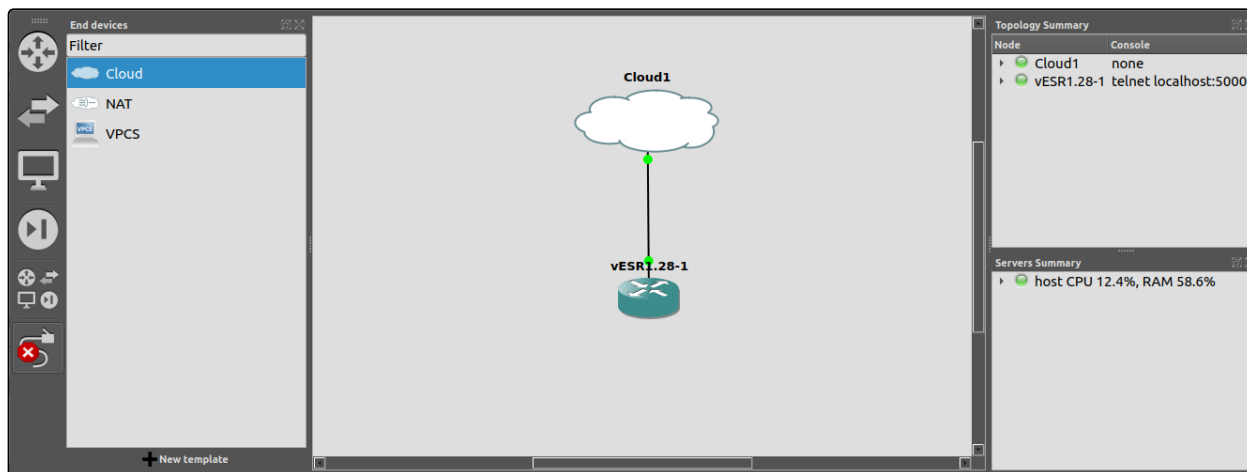 End devices
Filter
Cloud
NAT
VPCS
New template
Cloud1
vESR1.28-1
Topology Summary
Node Console
Cloud1 none
vESR1.28-1 telnet localhost:5000
Servers Summary
host CPU 12.4%, RAM 58.6%